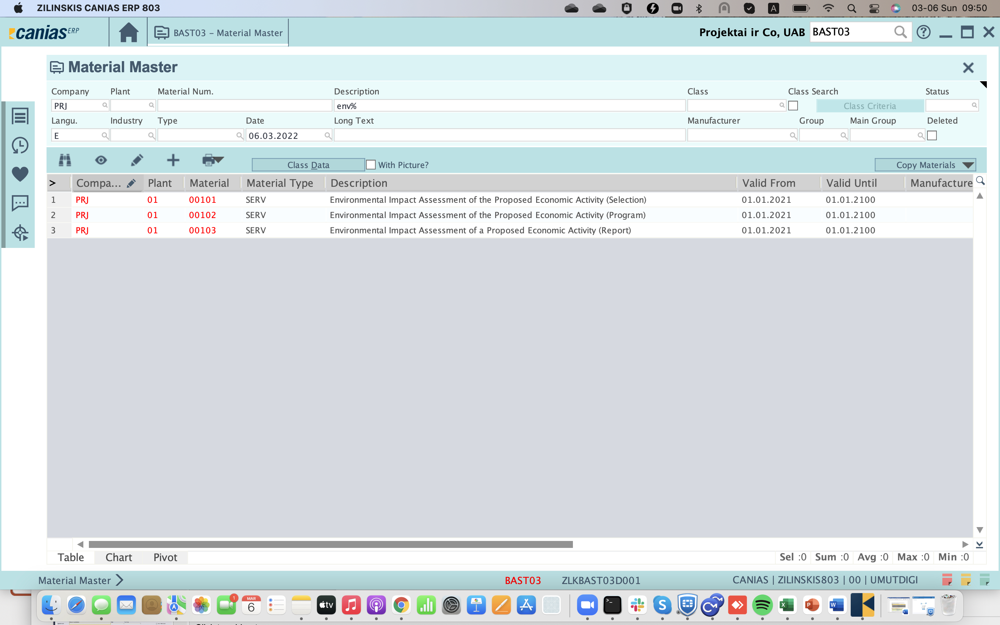 ZILINSKIS CANIAS ERP 803
03-06 Sun 09:50
canias ERP
BAST03 - Material Master
Projektai ir Co, UAB
BAST03
Material Master
Company Plant Material Num. Description Class Class Search Status
PRJ env% Class Criteria
Langu. Industry Type Date Long Text Manufacturer Group Main Group Deleted
E 06.03.2022
Class Data With Picture? Copy Materials
> Compa... Plant Material Material Type Description Valid From Valid Until Manufacture
1 PRJ 01 00101 SERV Environmental Impact Assessment of the Proposed Economic Activity (Selection) 01.01.2021 01.01.2100
2 PRJ 01 00102 SERV Environmental Impact Assessment of the Proposed Economic Activity (Program) 01.01.2021 01.01.2100
3 PRJ 01 00103 SERV Environmental Impact Assessment of a Proposed Economic Activity (Report) 01.01.2021 01.01.2100
Table Chart Pivot
Sel :0 Sum :0 Avg :0 Max :0 Min :0
Material Master
BAST03 ZLKBAST03D001
CANIAS | ZILINSKIS803 | 00 | UMUTDIGI
1
MAR
6
tv